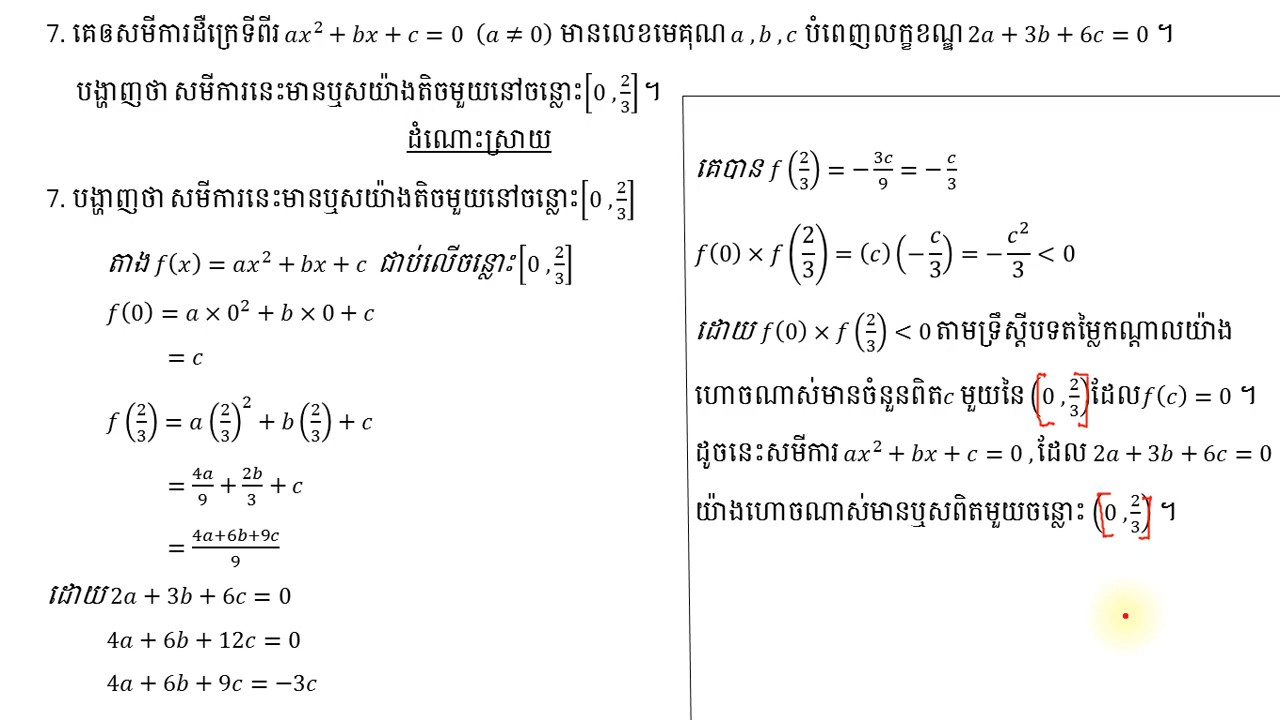 7. គេឲសមីការដឺក្រេទីពីរ ax² + bx + c = 0 (a ≠ 0) មានលេខមេគុណ a , b , c បំពេញលក្ខខណ្ឌ 2a + 3b + 6c = 0 ។
បង្ហាញថា សមីការនេះមានឬសយ៉ាងតិចមួយនៅចន្លោះ[0 , 2/3] ។
ដំណោះស្រាយ
7. បង្ហាញថា សមីការនេះមានឬសយ៉ាងតិចមួយនៅចន្លោះ[0 , 2/3]
តាង f(x) = ax² + bx + c ជាប់លើចន្លោះ[0 , 2/3]
f(0) = a × 0² + b × 0 + c
= c
f(2/3) = a(2/3)² + b(2/3) + c
= 4a/9 + 2b/3 + c
= (4a+6b+9c)/9
ដោយ 2a + 3b + 6c = 0
4a + 6b + 12c = 0
4a + 6b + 9c = −3c
គេបាន f(2/3) = −3c/9 = −c/3
f(0) × f(2/3) = (c)(−c/3) = −c²/3 < 0
ដោយ f(0) × f(2/3) < 0 តាមទ្រឹស្តីបទតម្លៃកណ្តាលយ៉ាង
ហោចណាស់មានចំនួនពិតc មួយនៃ [0 , 2/3] ដែលf(c) = 0 ។
ដូចនេះសមីការ ax² + bx + c = 0 ,ដែល 2a + 3b + 6c = 0
យ៉ាងហោចណាស់មានឬសពិតមួយចន្លោះ [0 , 2/3] ។